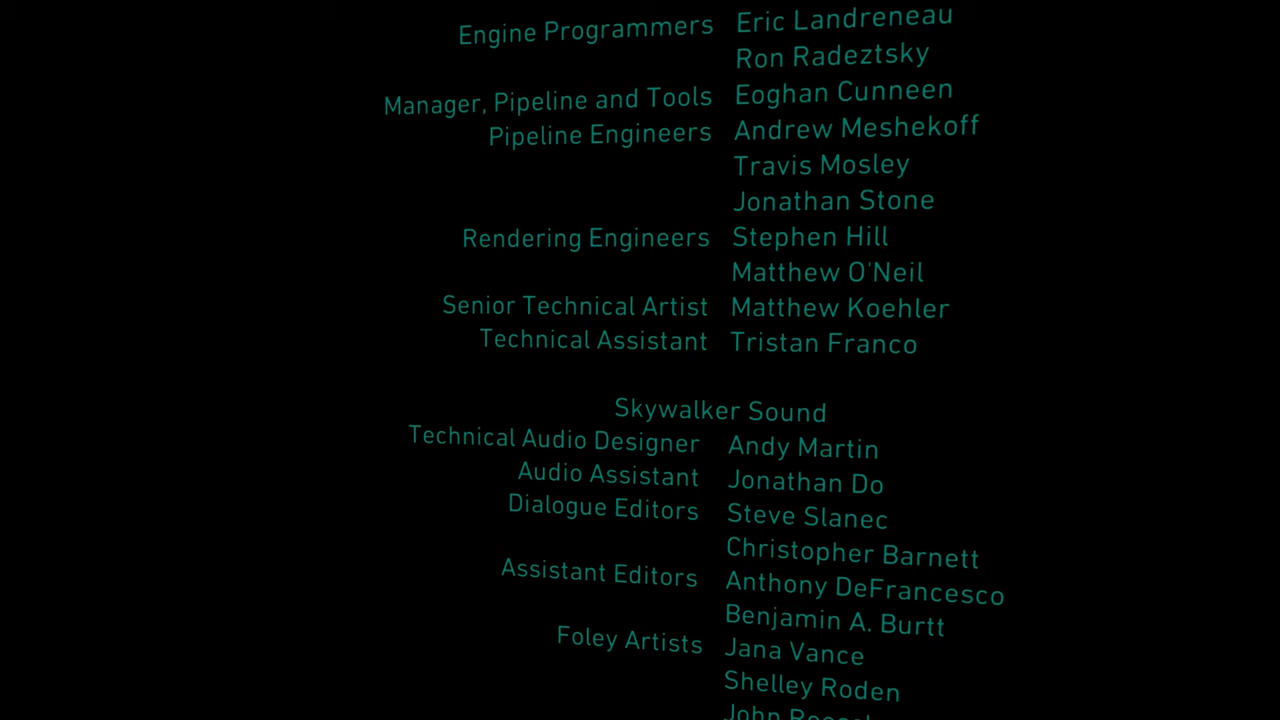 Engine Programmers Eric Landreneau
Ron Radeztsky
Manager, Pipeline and Tools Eoghan Cunneen
Pipeline Engineers Andrew Meshekoff
Travis Mosley
Jonathan Stone
Rendering Engineers Stephen Hill
Matthew O'Neil
Senior Technical Artist Matthew Koehler
Technical Assistant Tristan Franco
Skywalker Sound
Technical Audio Designer Andy Martin
Audio Assistant Jonathan Do
Dialogue Editors Steve Slanec
Christopher Barnett
Assistant Editors Anthony DeFrancesco
Benjamin A. Burtt
Foley Artists Jana Vance
Shelley Roden
John